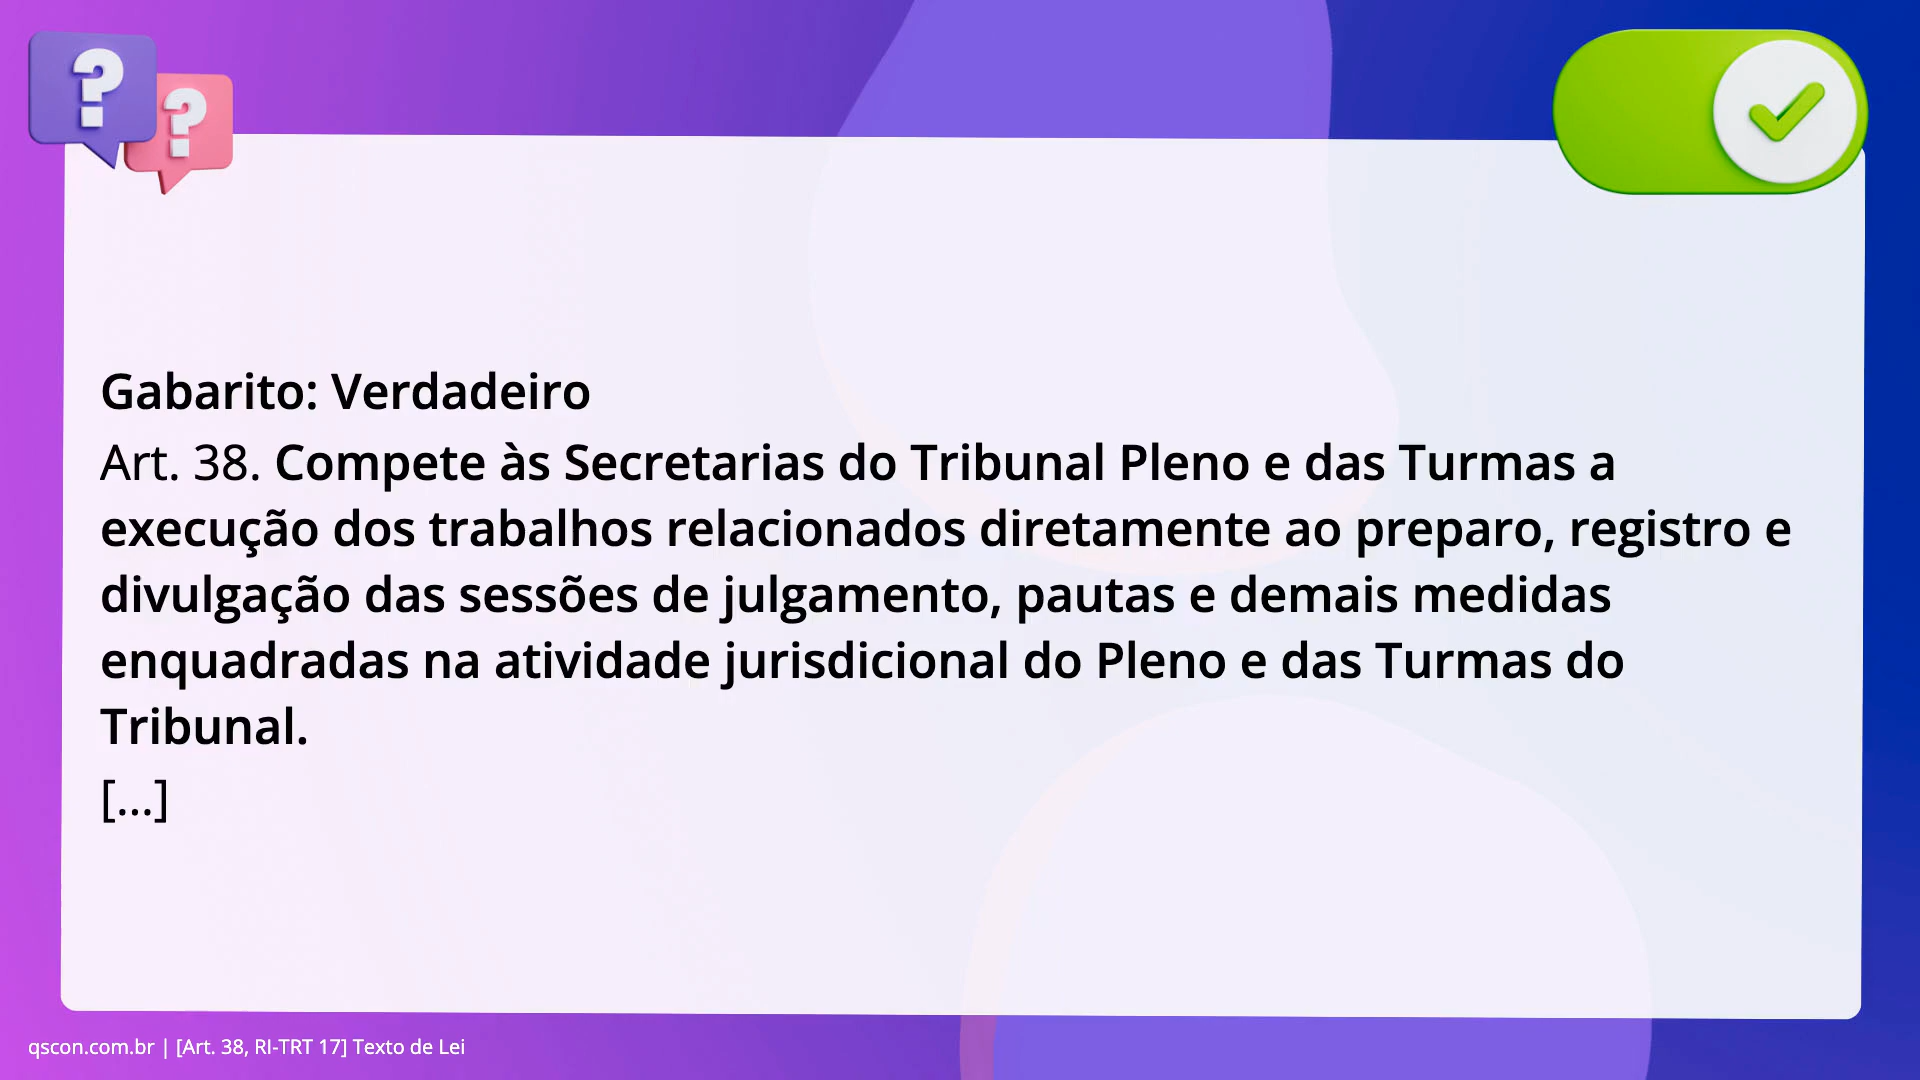 Gabarito: Verdadeiro
Art. 38. Compete às Secretarias do Tribunal Pleno e das Turmas a
execução dos trabalhos relacionados diretamente ao preparo, registro e
divulgação das sessões de julgamento, pautas e demais medidas
enquadradas na atividade jurisdicional do Pleno e das Turmas do
Tribunal.
[...]
qscon.com.br | [Art. 38, RI-TRT 17] Texto de Lei